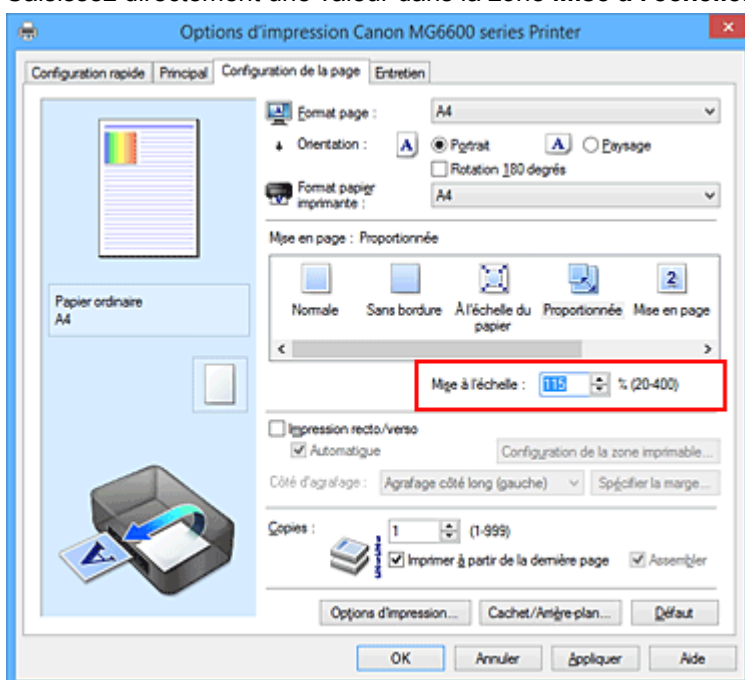 Options d'impression Canon MG6600 series Printer
Configuration rapide Principal Configuration de la page Entretien
Format page : A4
Orientation : A Portrait A Paysage
Rotation 180 degrés
Format papier imprimante : A4
Mise en page : Proportionnée
2
Normale Sans bordure À l'échelle du papier Proportionnée Mise en page
Papier ordinaire
A4
Mise à l'échelle : 115 % (20-400)
Impression recto/verso
Automatique Configuration de la zone imprimable...
Côté d'agrafage : Agrafage côté long (gauche) Spécifier la marge...
Copies : 1 (1-999)
Imprimer à partir de la dernière page Assembler
Options d'impression... Cachet/Arrière-plan... Défaut
OK Annuler Appliquer Aide